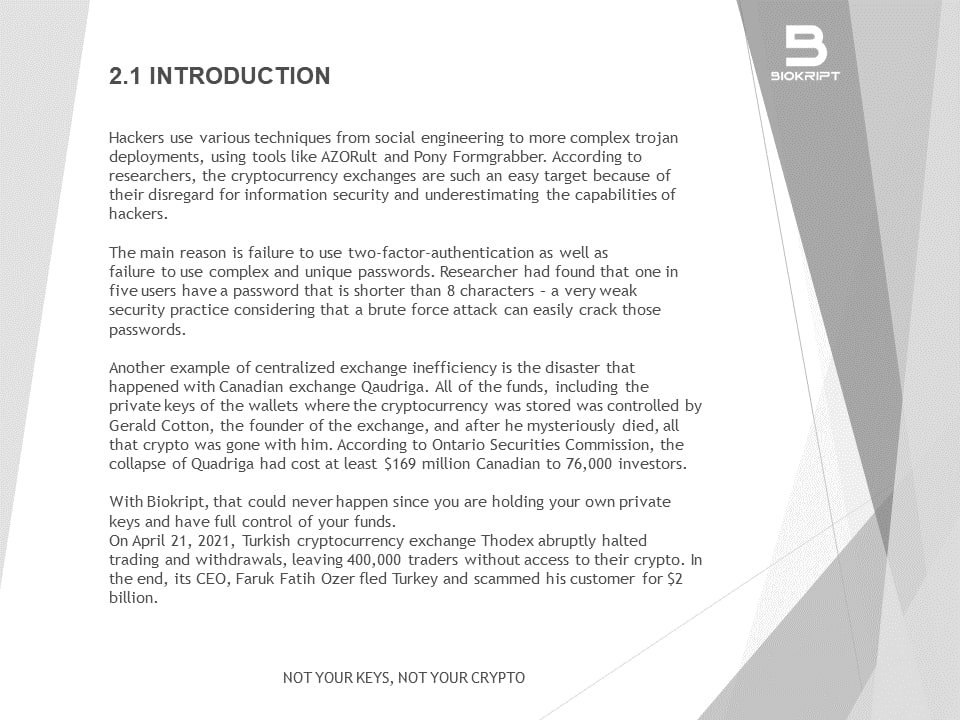 BIOKRIPT
2.1 INTRODUCTION
Hackers use various techniques from social engineering to more complex trojan
deployments, using tools like AZORult and Pony Formgrabber. According to
researchers, the cryptocurrency exchanges are such an easy target because of
their disregard for information security and underestimating the capabilities of
hackers.
The main reason is failure to use two-factor-authentication as well as
failure to use complex and unique passwords. Researcher had found that one in
five users have a password that is shorter than 8 characters – a very weak
security practice considering that a brute force attack can easily crack those
passwords.
Another example of centralized exchange inefficiency is the disaster that
happened with Canadian exchange Qaudriga. All of the funds, including the
private keys of the wallets where the cryptocurrency was stored was controlled by
Gerald Cotton, the founder of the exchange, and after he mysteriously died, all
that crypto was gone with him. According to Ontario Securities Commission, the
collapse of Quadriga had cost at least $169 million Canadian to 76,000 investors.
With Biokript, that could never happen since you are holding your own private
keys and have full control of your funds.
On April 21, 2021, Turkish cryptocurrency exchange Thodex abruptly halted
trading and withdrawals, leaving 400,000 traders without access to their crypto. In
the end, its CEO, Faruk Fatih Ozer fled Turkey and scammed his customer for $2
billion.
NOT YOUR KEYS, NOT YOUR CRYPTO